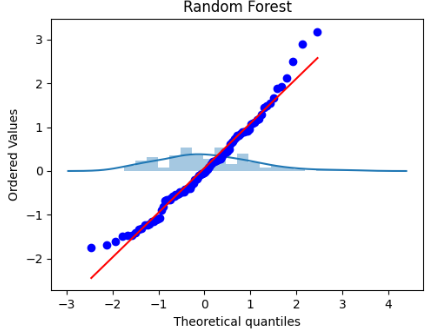 Random Forest
Ordered Values
3
2
1
0
−1
−2
−3 −2 −1 0 1 2 3 4
Theoretical quantiles